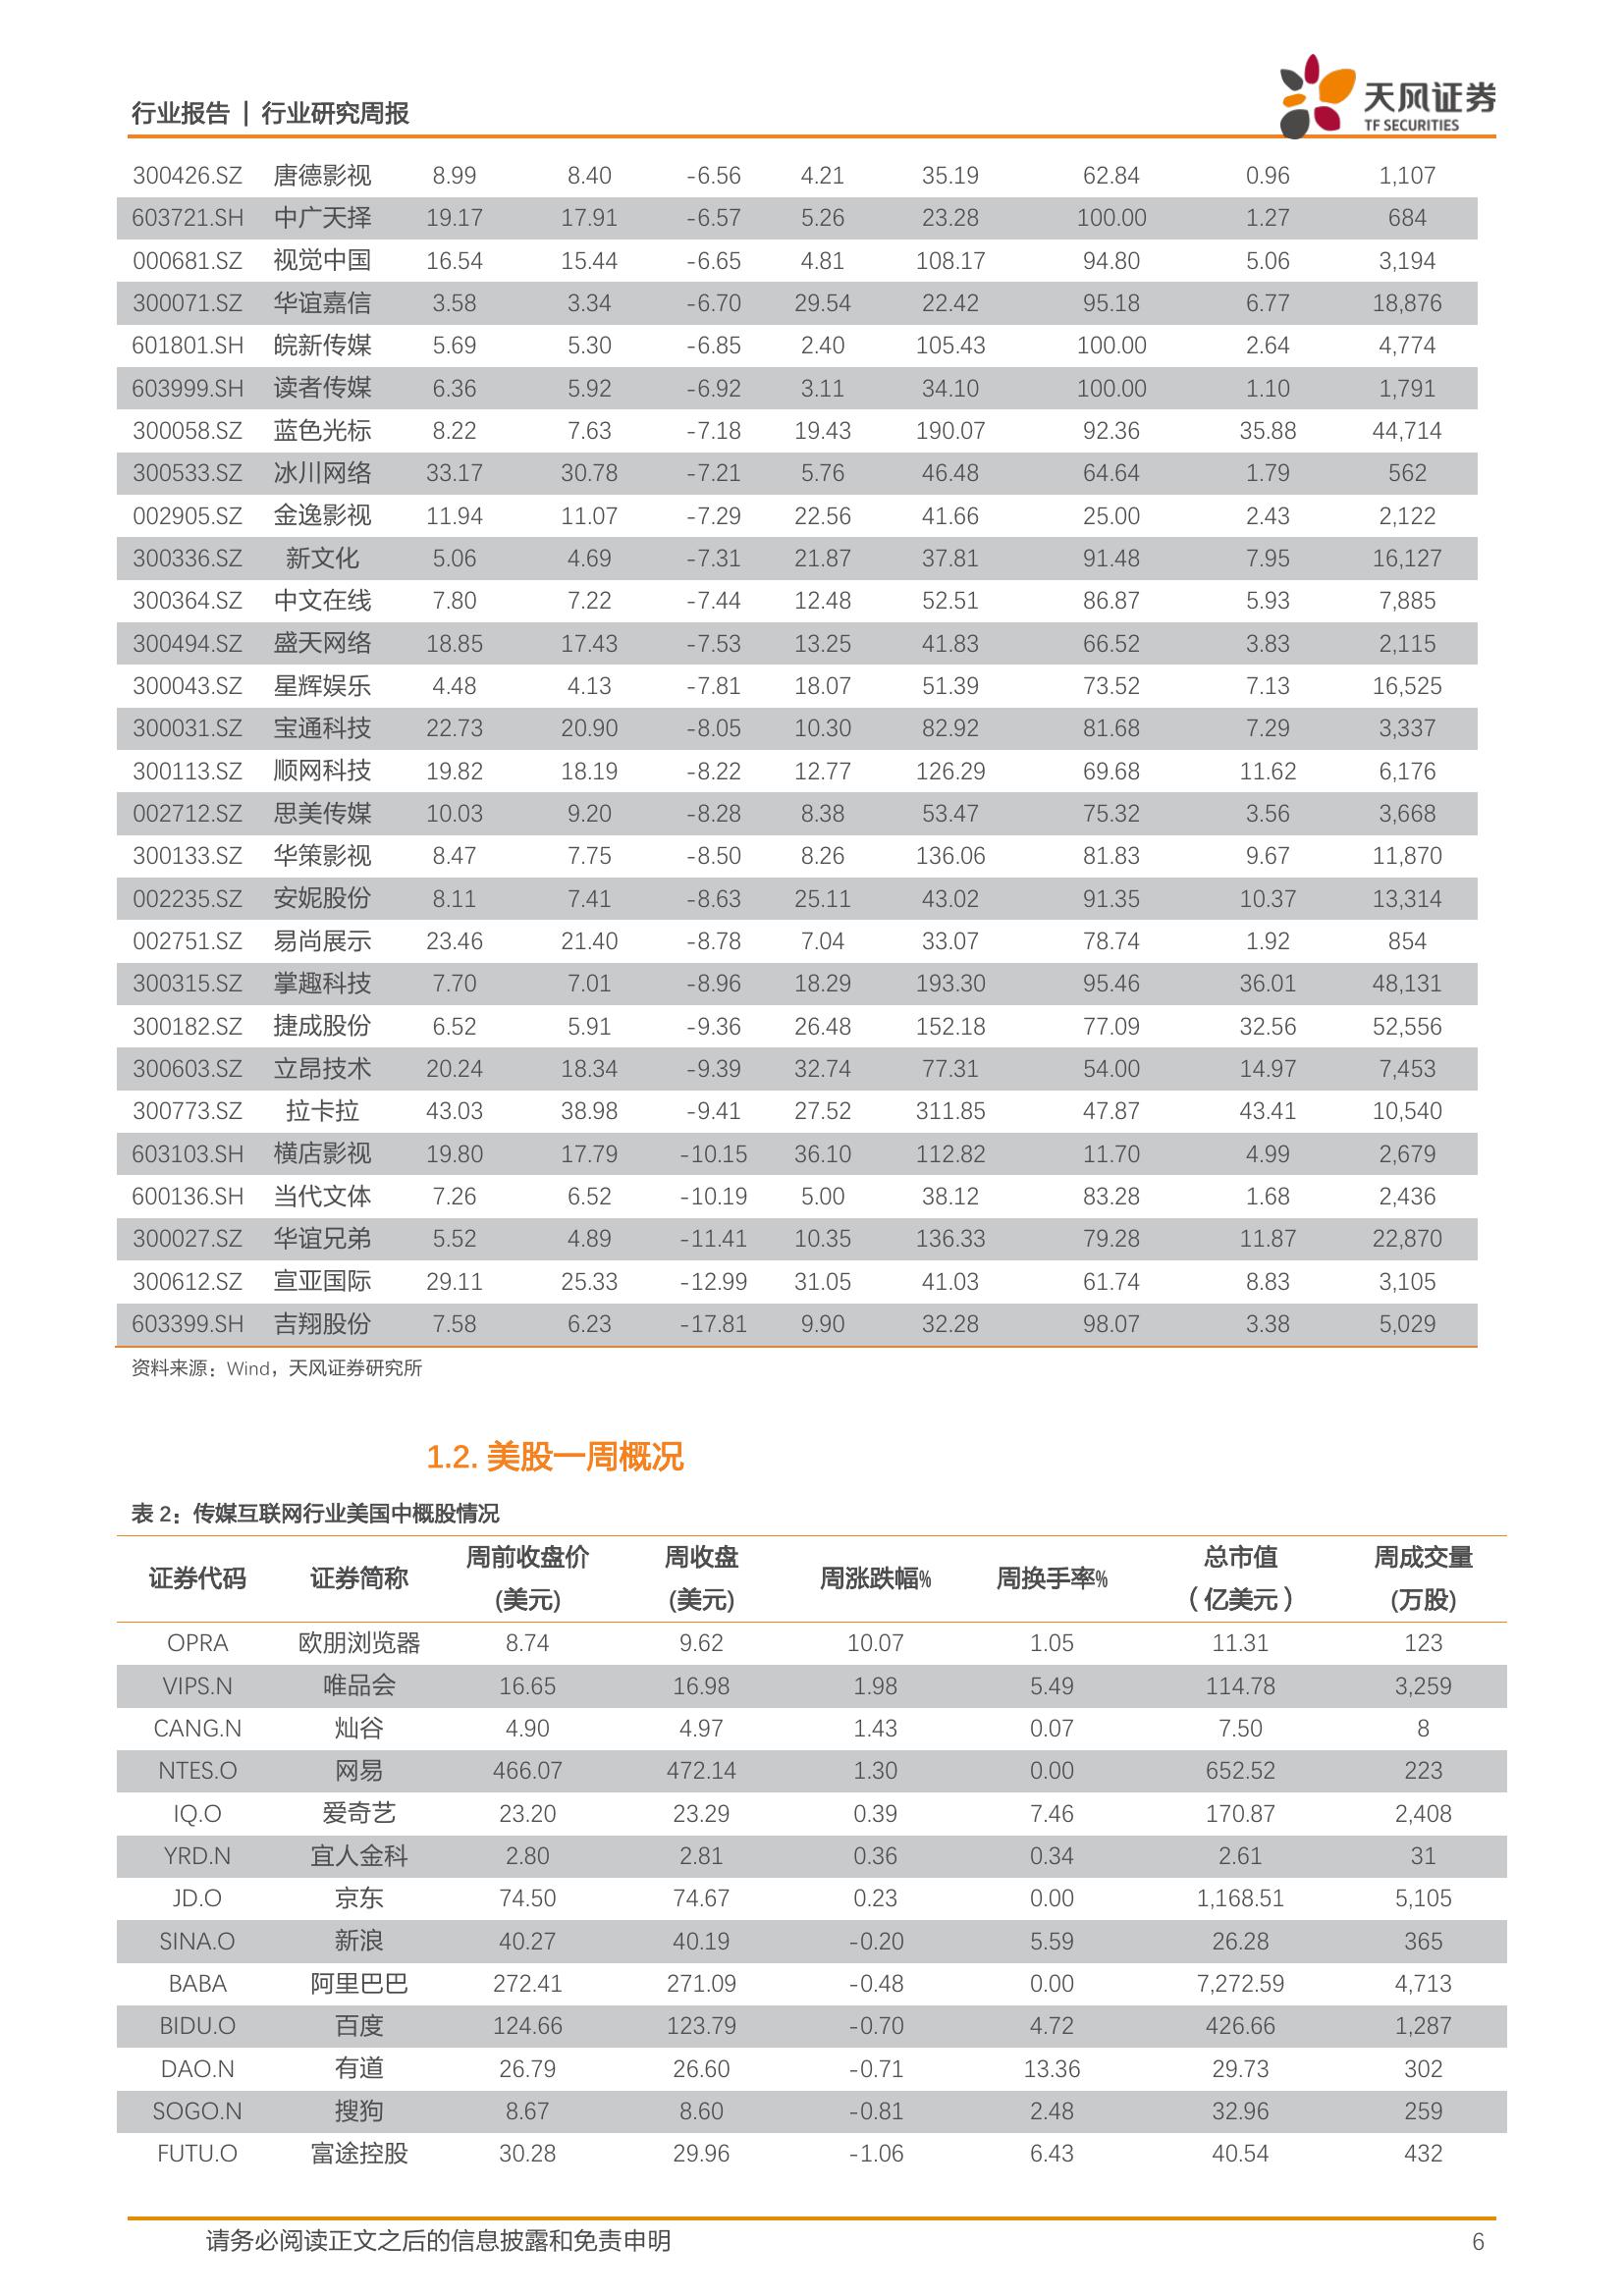 行业报告 | 行业研究周报
天风证券
TF SECURITIES
300426.SZ 唐德影视 8.99 8.40 -6.56 4.21 35.19 62.84 0.96 1,107
603721.SH 中广天择 19.17 17.91 -6.57 5.26 23.28 100.00 1.27 684
000681.SZ 视觉中国 16.54 15.44 -6.65 4.81 108.17 94.80 5.06 3,194
300071.SZ 华谊嘉信 3.58 3.34 -6.70 29.54 22.42 95.18 6.77 18,876
601801.SH 皖新传媒 5.69 5.30 -6.85 2.40 105.43 100.00 2.64 4,774
603999.SH 读者传媒 6.36 5.92 -6.92 3.11 34.10 100.00 1.10 1,791
300058.SZ 蓝色光标 8.22 7.63 -7.18 19.43 190.07 92.36 35.88 44,714
300533.SZ 冰川网络 33.17 30.78 -7.21 5.76 46.48 64.64 1.79 562
002905.SZ 金逸影视 11.94 11.07 -7.29 22.56 41.66 25.00 2.43 2,122
300336.SZ 新文化 5.06 4.69 -7.31 21.87 37.81 91.48 7.95 16,127
300364.SZ 中文在线 7.80 7.22 -7.44 12.48 52.51 86.87 5.93 7,885
300494.SZ 盛天网络 18.85 17.43 -7.53 13.25 41.83 66.52 3.83 2,115
300043.SZ 星辉娱乐 4.48 4.13 -7.81 18.07 51.39 73.52 7.13 16,525
300031.SZ 宝通科技 22.73 20.90 -8.05 10.30 82.92 81.68 7.29 3,337
300113.SZ 顺网科技 19.82 18.19 -8.22 12.77 126.29 69.68 11.62 6,176
002712.SZ 思美传媒 10.03 9.20 -8.28 8.38 53.47 75.32 3.56 3,668
300133.SZ 华策影视 8.47 7.75 -8.50 8.26 136.06 81.83 9.67 11,870
002235.SZ 安妮股份 8.11 7.41 -8.63 25.11 43.02 91.35 10.37 13,314
002751.SZ 易尚展示 23.46 21.40 -8.78 7.04 33.07 78.74 1.92 854
300315.SZ 掌趣科技 7.70 7.01 -8.96 18.29 193.30 95.46 36.01 48,131
300182.SZ 捷成股份 6.52 5.91 -9.36 26.48 152.18 77.09 32.56 52,556
300603.SZ 立昂技术 20.24 18.34 -9.39 32.74 77.31 54.00 14.97 7,453
300773.SZ 拉卡拉 43.03 38.98 -9.41 27.52 311.85 47.87 43.41 10,540
603103.SH 横店影视 19.80 17.79 -10.15 36.10 112.82 11.70 4.99 2,679
600136.SH 当代文体 7.26 6.52 -10.19 5.00 38.12 83.28 1.68 2,436
300027.SZ 华谊兄弟 5.52 4.89 -11.41 10.35 136.33 79.28 11.87 22,870
300612.SZ 宣亚国际 29.11 25.33 -12.99 31.05 41.03 61.74 8.83 3,105
603399.SH 吉翔股份 7.58 6.23 -17.81 9.90 32.28 98.07 3.38 5,029
资料来源：Wind，天风证券研究所
1.2. 美股一周概况
表 2：传媒互联网行业美国中概股情况
证券代码 证券简称 周前收盘价 周收盘 周涨跌幅% 周换手率% 总市值 周成交量
(美元) (美元) （亿美元） (万股)
OPRA 欧朋浏览器 8.74 9.62 10.07 1.05 11.31 123
VIPS.N 唯品会 16.65 16.98 1.98 5.49 114.78 3,259
CANG.N 灿谷 4.90 4.97 1.43 0.07 7.50 8
NTES.O 网易 466.07 472.14 1.30 0.00 652.52 223
IQ.O 爱奇艺 23.20 23.29 0.39 7.46 170.87 2,408
YRD.N 宜人金科 2.80 2.81 0.36 0.34 2.61 31
JD.O 京东 74.50 74.67 0.23 0.00 1,168.51 5,105
SINA.O 新浪 40.27 40.19 -0.20 5.59 26.28 365
BABA 阿里巴巴 272.41 271.09 -0.48 0.00 7,272.59 4,713
BIDU.O 百度 124.66 123.79 -0.70 4.72 426.66 1,287
DAO.N 有道 26.79 26.60 -0.71 13.36 29.73 302
SOGO.N 搜狗 8.67 8.60 -0.81 2.48 32.96 259
FUTU.O 富途控股 30.28 29.96 -1.06 6.43 40.54 432
请务必阅读正文之后的信息披露和免责申明 6